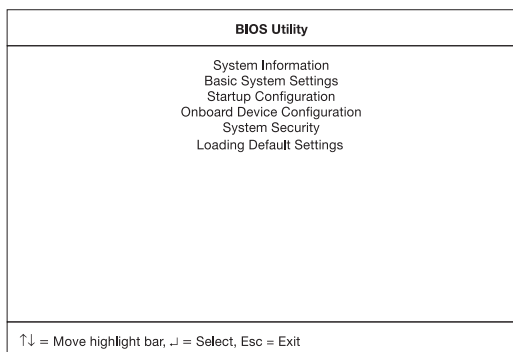 BIOS Utility
System Information
Basic System Settings
Startup Configuration
Onboard Device Configuration
System Security
Loading Default Settings
↑↓ = Move highlight bar, ↵ = Select, Esc = Exit